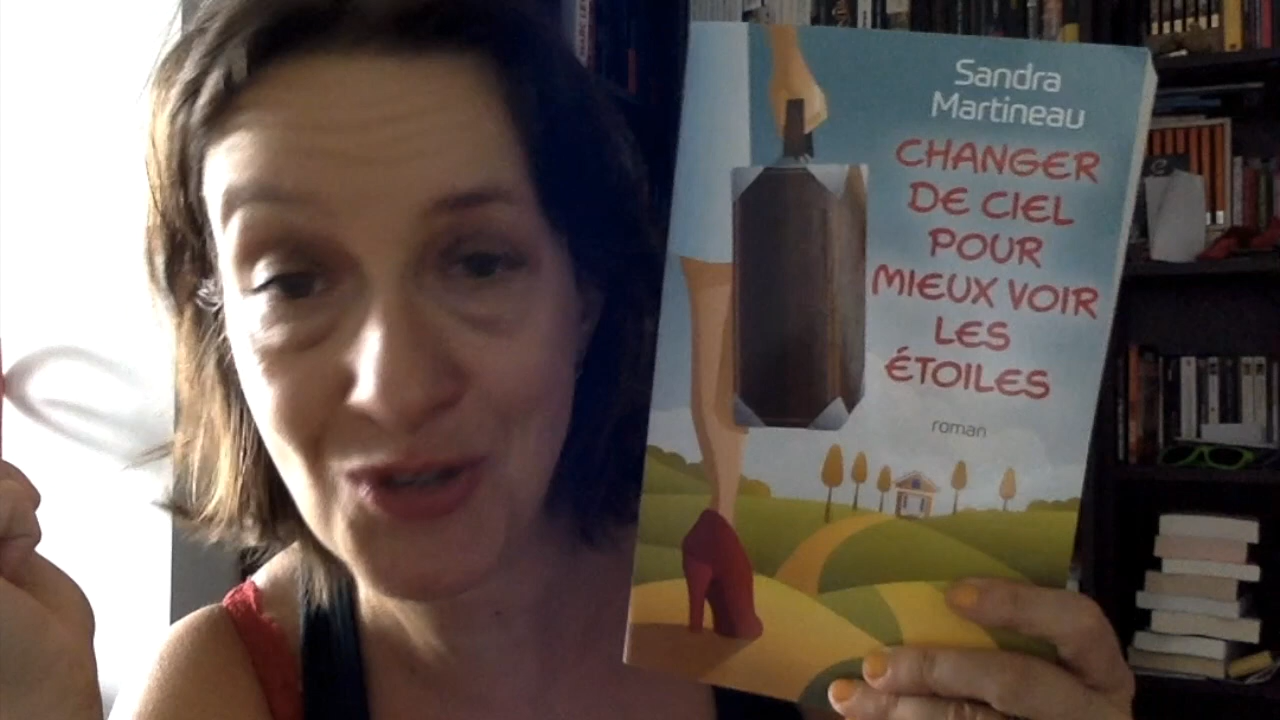 Sandra
Martineau
CHANGER
DE CIEL
POUR
MIEUX VOIR
LES
ÉTOILES
roman